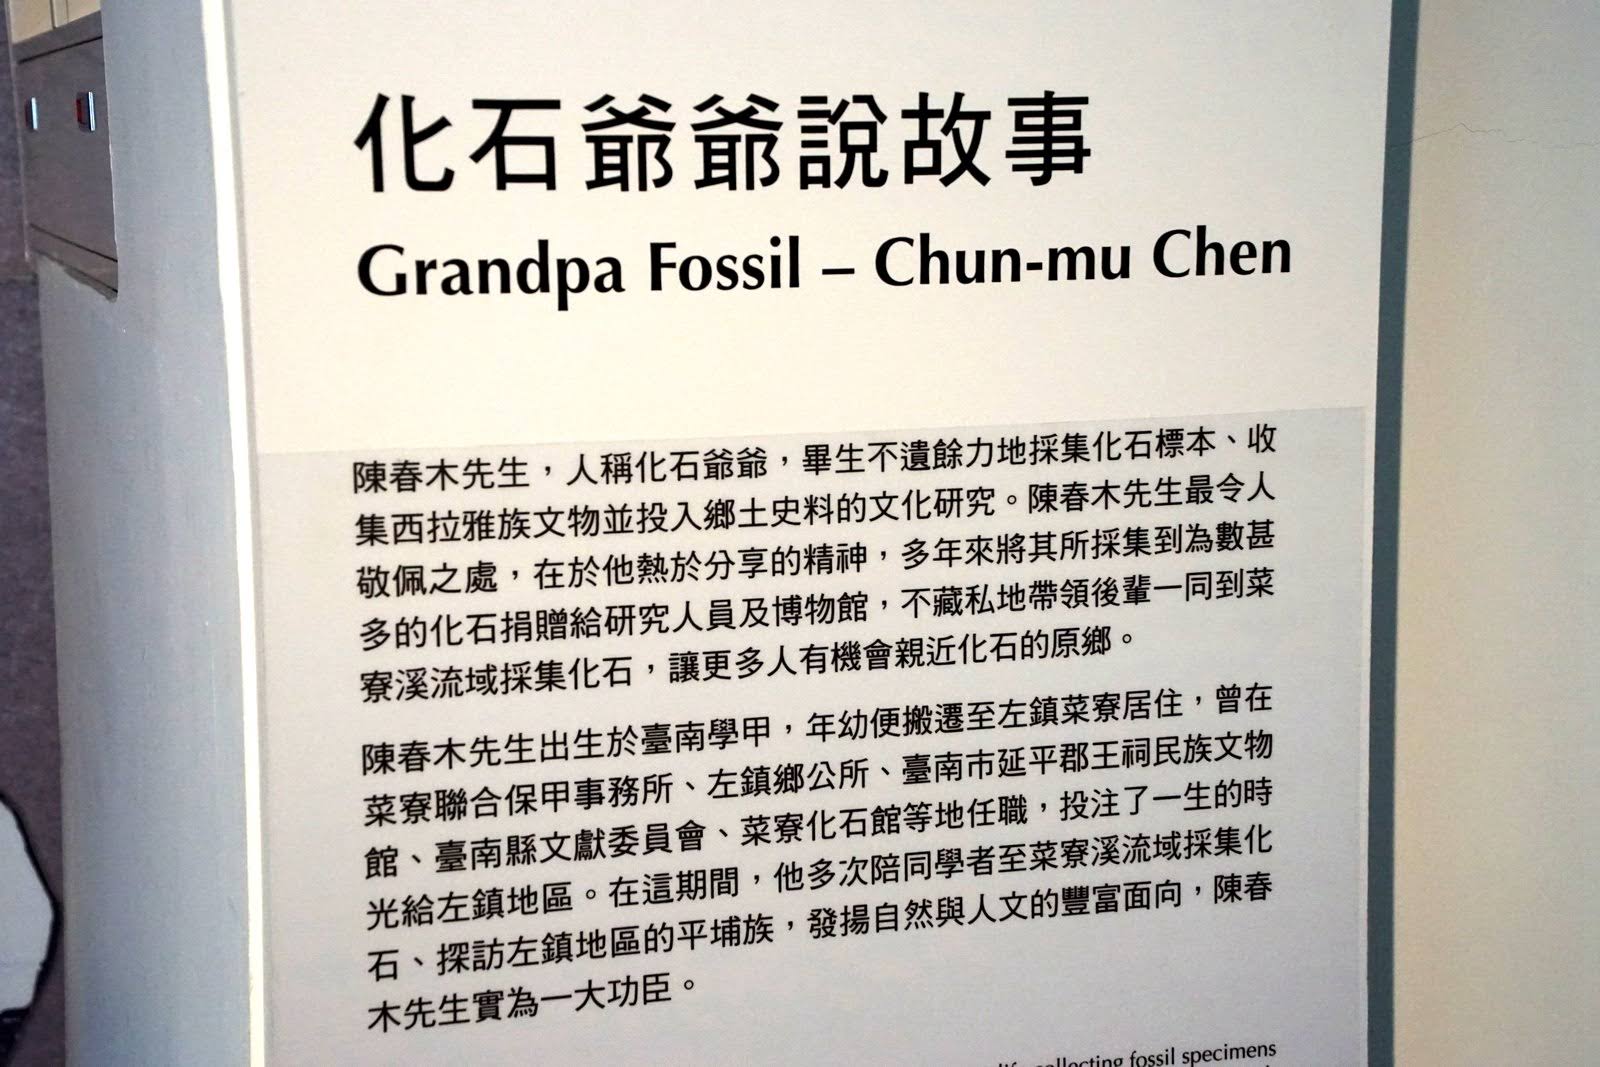 化石爺爺說故事
Grandpa Fossil – Chun-mu Chen
陳春木先生，人稱化石爺爺，畢生不遺餘力地採集化石標本、收
集西拉雅族文物並投入鄉土史料的文化研究。陳春木先生最令人
敬佩之處，在於他熱於分享的精神，多年來將其所採集到為數甚
多的化石捐贈給研究人員及博物館，不藏私地帶領後輩一同到菜
寮溪流域採集化石，讓更多人有機會親近化石的原鄉。
陳春木先生出生於臺南學甲，年幼便搬遷至左鎮菜寮居住，曾在
菜寮聯合保甲事務所、左鎮鄉公所、臺南市延平郡王祠民族文物
館、臺南縣文獻委員會、菜寮化石館等地任職，投注了一生的時
光給左鎮地區。在這期間，他多次陪同學者至菜寮溪流域採集化
石、探訪左鎮地區的平埔族，發揚自然與人文的豐富面向，陳春
木先生實為一大功臣。
collecting fossil specimens